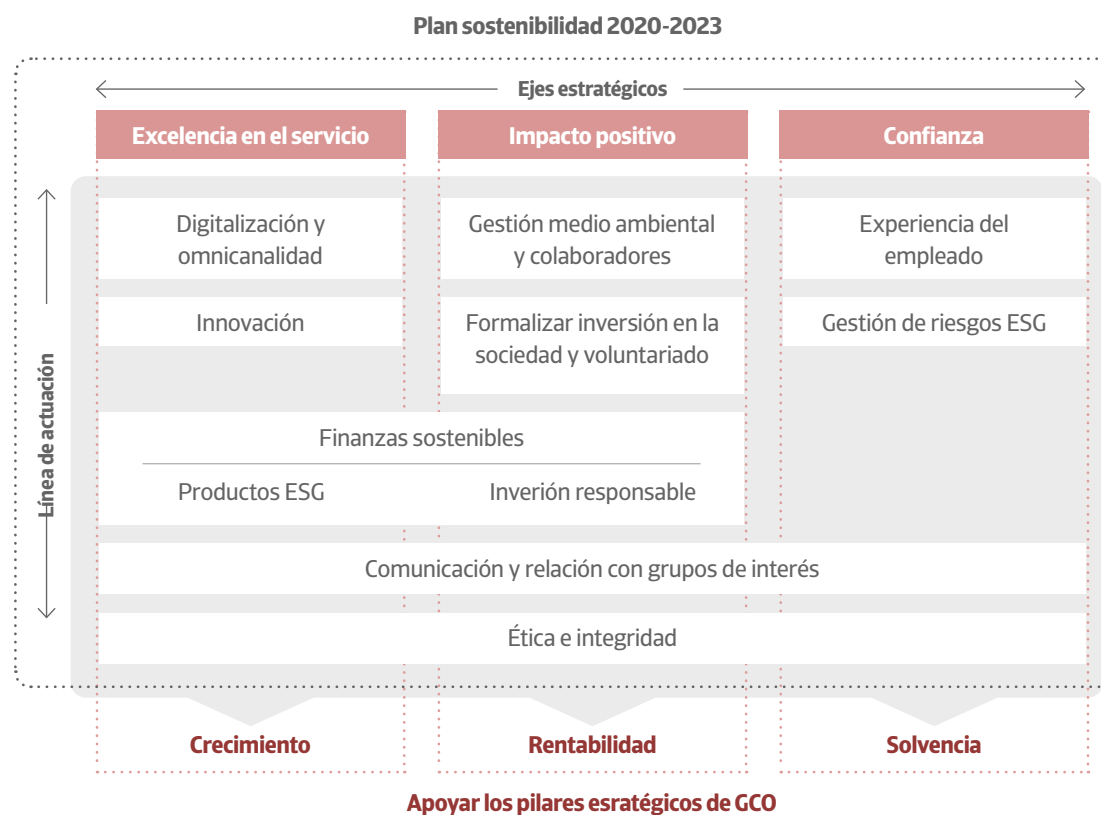 Plan sostenibilidad 2020-2023
Ejes estratégicos
Excelencia en el servicio
Impacto positivo
Confianza
Línea de actuación
Digitalización y
omnicanalidad
Gestión medio ambiental
y colaboradores
Experiencia del
empleado
Innovación
Formalizar inversión en la
sociedad y voluntariado
Gestión de riesgos ESG
Finanzas sostenibles
Productos ESG
Inverión responsable
Comunicación y relación con grupos de interés
Ética e integridad
Crecimiento
Rentabilidad
Solvencia
Apoyar los pilares esratégicos de GCO